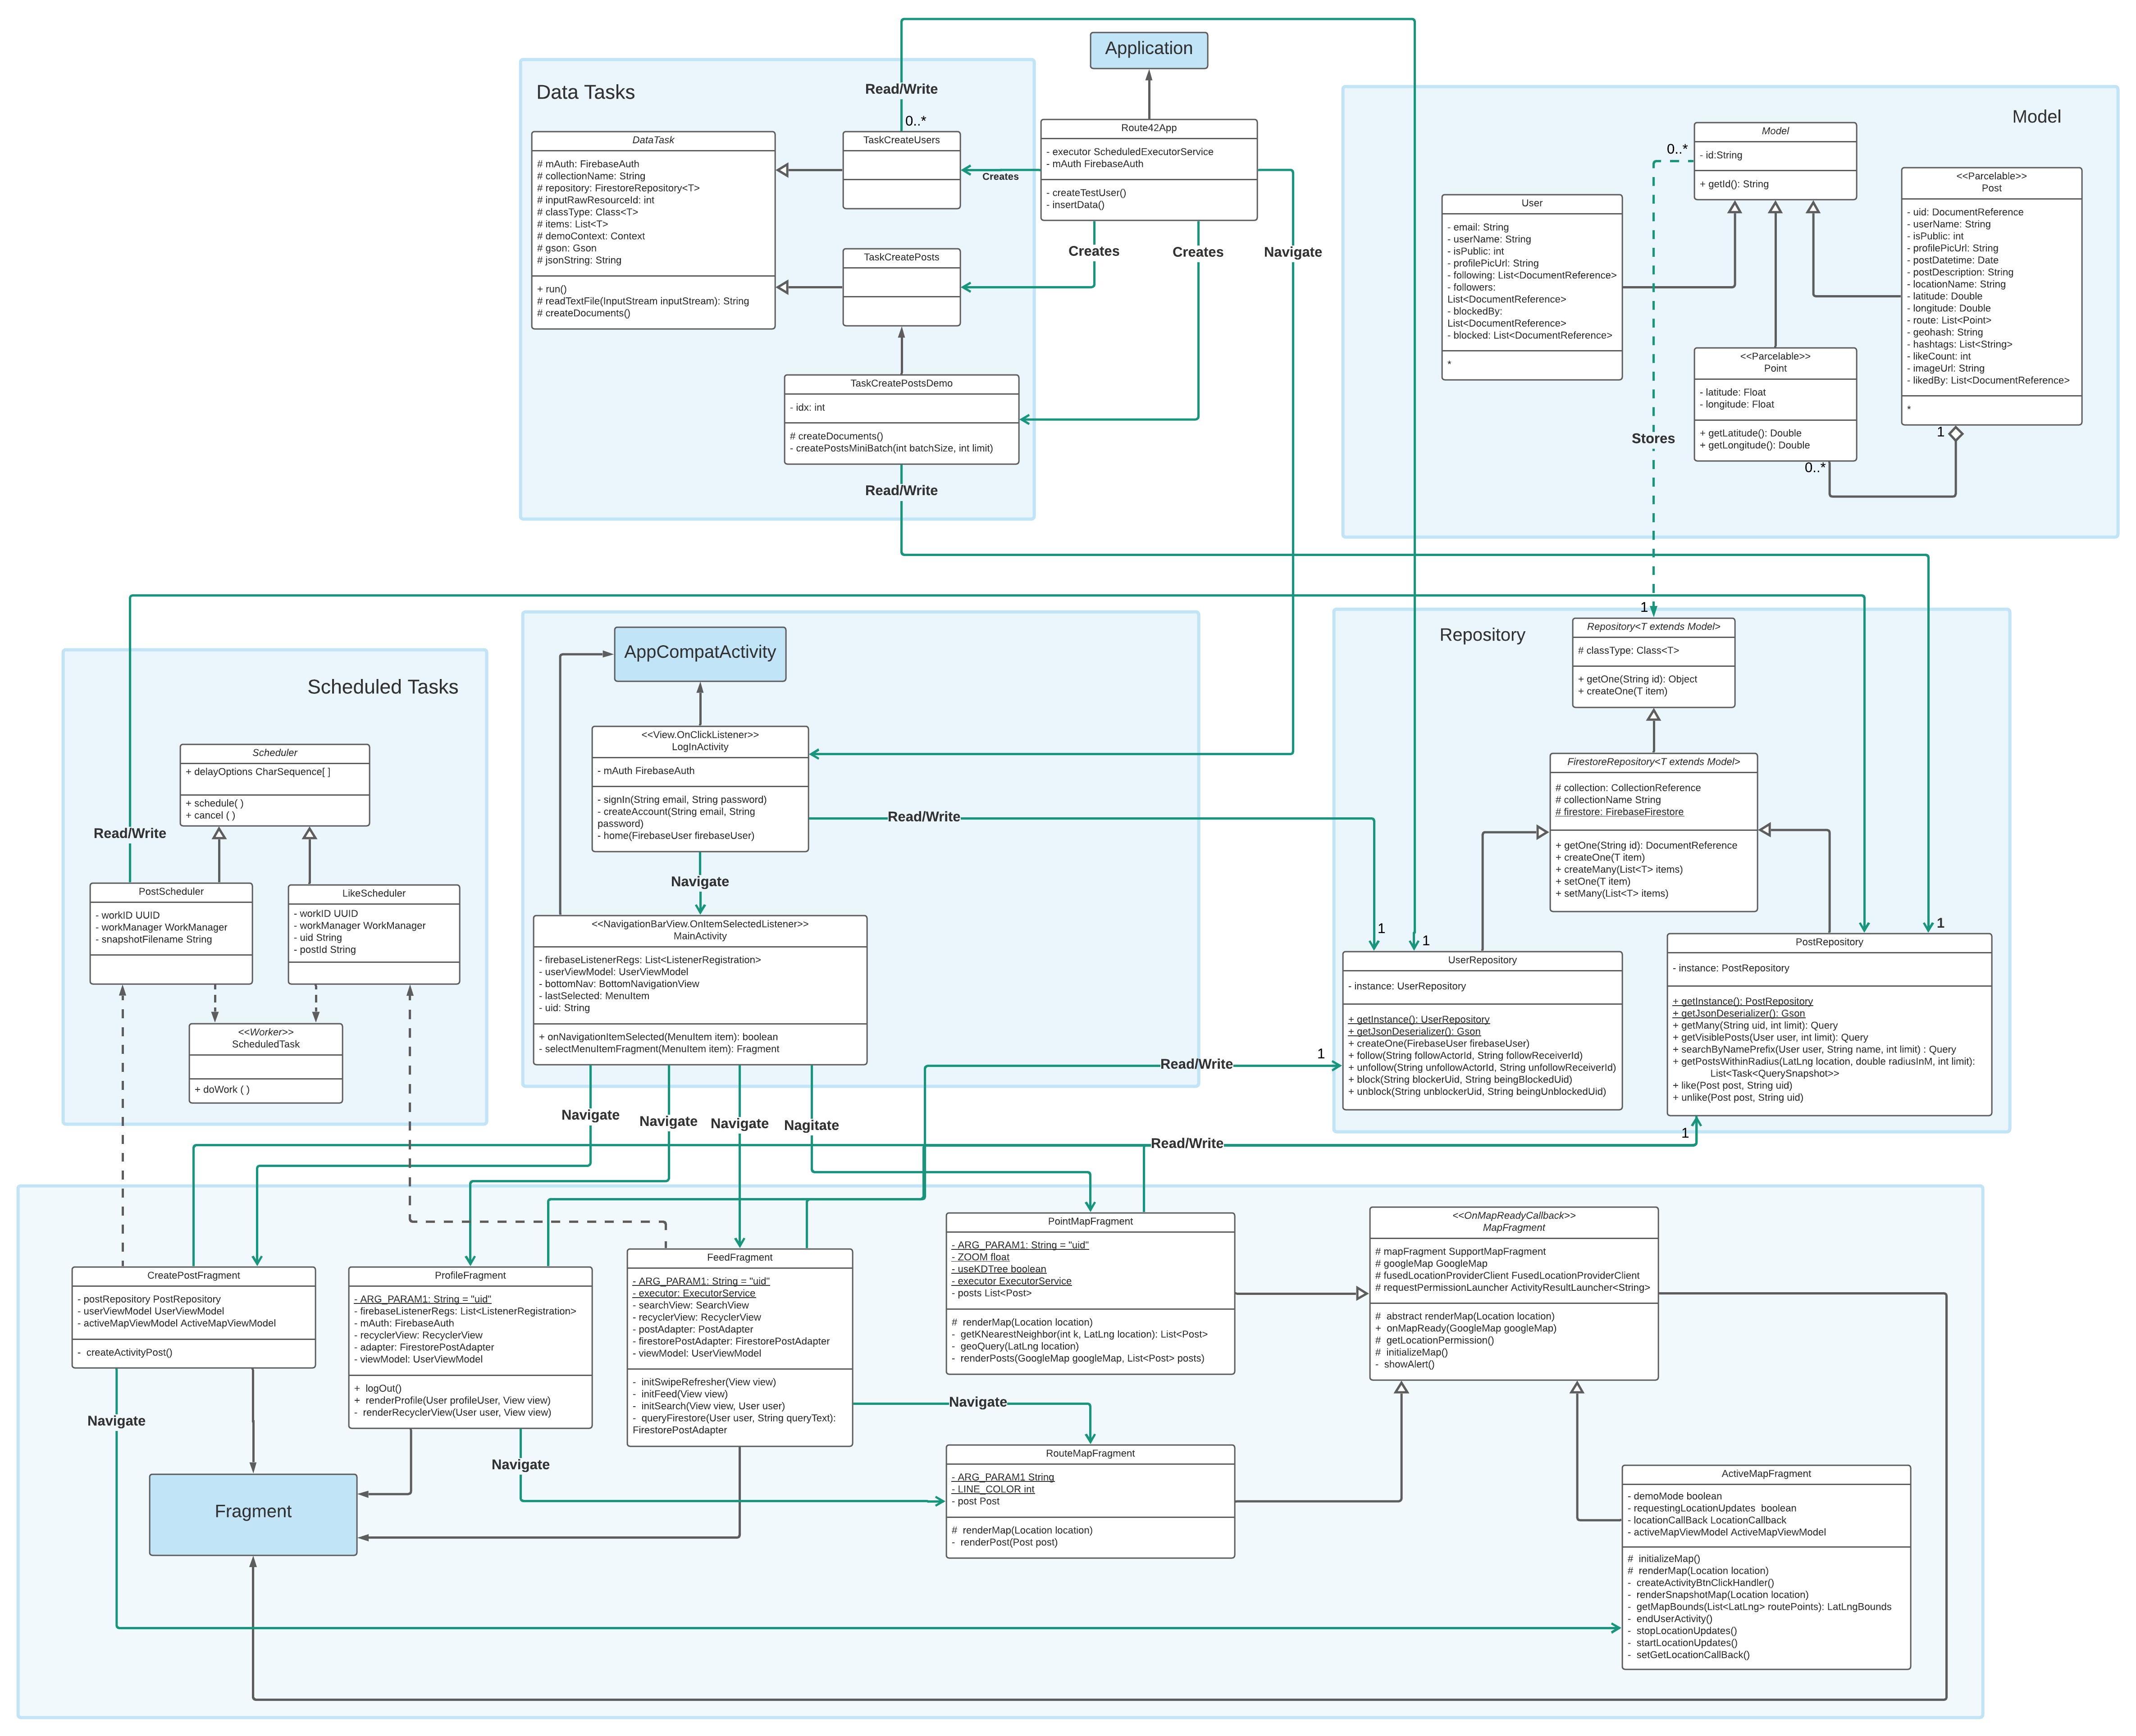 Application
Data Tasks
Read/Write
0..*
DataTask
# mAuth: FirebaseAuth
# collectionName: String
# repository: FirestoreRepository<T>
# inputRawResourceId: int
# classType: Class<T>
# items: List<T>
# demoContext: Context
# gson: Gson
# jsonString: String
+ run()
# readTextFile(InputStream inputStream): String
# createDocuments()
TaskCreateUsers
Creates
TaskCreatePosts
TaskCreatePostsDemo
- idx: int
# createDocuments()
- createPostsMiniBatch(int batchSize, int limit)
Read/Write
Route42App
- executor ScheduledExecutorService
- mAuth FirebaseAuth
- createTestUser()
- insertData()
Creates
Creates
Navigate
Model
Model
- id:String
+ getId(): String
0..*
User
- email: String
- userName: String
- isPublic: int
- profilePicUrl: String
- following: List<DocumentReference>
- followers:
List<DocumentReference>
- blockedBy:
List<DocumentReference>
- blocked: List<DocumentReference>
*
<<Parcelable>>
Point
- latitude: Float
- longitude: Float
+ getLatitude(): Double
+ getLongitude(): Double
0..*
<<Parcelable>>
Post
- uid: DocumentReference
- userName: String
- isPublic: int
- profilePicUrl: String
- postDatetime: Date
- postDescription: String
- locationName: String
- latitude: Double
- longitude: Double
- route: List<Point>
- geohash: String
- hashtags: List<String>
- likeCount: int
- imageUrl: String
- likedBy: List<DocumentReference>
*
1
Stores
1
Scheduled Tasks
Scheduler
+ delayOptions CharSequence[ ]
+ schedule( )
+ cancel ( )
Read/Write
PostScheduler
- workID UUID
- workManager WorkManager
- snapshotFilename String
LikeScheduler
- workID UUID
- workManager WorkManager
- uid String
- postId String
<<Worker>>
ScheduledTask
+ doWork ( )
AppCompatActivity
<<View.OnClickListener>>
LogInActivity
- mAuth FirebaseAuth
- signIn(String email, String password)
- createAccount(String email, String
password)
- home(FirebaseUser firebaseUser)
Read/Write
Navigate
<<NavigationBarView.OnItemSelectedListener>>
MainActivity
- firebaseListenerRegs: List<ListenerRegistration>
- userViewModel: UserViewModel
- bottomNav: BottomNavigationView
- lastSelected: MenuItem
- uid: String
+ onNavigationItemSelected(MenuItem item): boolean
- selectMenuItemFragment(MenuItem item): Fragment
Repository
Repository<T extends Model>
# classType: Class<T>
+ getOne(String id): Object
+ createOne(T item)
FirestoreRepository<T extends Model>
# collection: CollectionReference
# collectionName String
# firestore: FirebaseFirestore
+ getOne(String id): DocumentReference
+ createOne(T item)
+ createMany(List<T> items)
+ setOne(T item)
+ setMany(List<T> items)
1
1
1
UserRepository
- instance: UserRepository
+ getInstance(): UserRepository
+ getJsonDeserializer(): Gson
+ createOne(FirebaseUser firebaseUser)
+ follow(String followActorId, String followReceiverId)
+ unfollow(String unfollowActorId, String unfollowReceiverId)
+ block(String blockerUid, String beingBlockedUid)
+ unblock(String unblockerUid, String beingUnblockedUid)
PostRepository
- instance: PostRepository
+ getInstance(): PostRepository
+ getJsonDeserializer(): Gson
+ getMany(String uid, int limit): Query
+ getVisiblePosts(User user, int limit): Query
+ searchByNamePrefix(User user, String name, int limit) : Query
+ getPostsWithinRadius(LatLng location, double radiusInM, int limit):
List<Task<QuerySnapshot>>
+ like(Post post, String uid)
+ unlike(Post post, String uid)
Read/Write
1
Navigate
Navigate
Navigate
Nagitate
Read/Write
1
CreatePostFragment
- postRepository PostRepository
- userViewModel UserViewModel
- activeMapViewModel ActiveMapViewModel
- createActivityPost()
ProfileFragment
- ARG_PARAM1: String = "uid"
- firebaseListenerRegs: List<ListenerRegistration>
- mAuth: FirebaseAuth
- recyclerView: RecyclerView
- adapter: FirestorePostAdapter
- viewModel: UserViewModel
+ logOut()
+ renderProfile(User profileUser, View view)
- renderRecyclerView(User user, View view)
FeedFragment
- ARG_PARAM1: String = "uid"
- executor: ExecutorService
- searchView: SearchView
- recyclerView: RecyclerView
- postAdapter: PostAdapter
- firestorePostAdapter: FirestorePostAdapter
- viewModel: UserViewModel
- initSwipeRefresher(View view)
- initFeed(View view)
- initSearch(View view, User user)
- queryFirestore(User user, String queryText):
FirestorePostAdapter
PointMapFragment
- ARG_PARAM1: String = "uid"
- ZOOM float
- useKDTree boolean
- executor ExecutorService
- posts List<Post>
# renderMap(Location location)
- getKNearestNeighbor(int k, LatLng location): List<Post>
- geoQuery(LatLng location)
- renderPosts(GoogleMap googleMap, List<Post> posts)
<<OnMapReadyCallback>>
MapFragment
# mapFragment SupportMapFragment
# googleMap GoogleMap
# fusedLocationProviderClient FusedLocationProviderClient
# requestPermissionLauncher ActivityResultLauncher<String>
# abstract renderMap(Location location)
+ onMapReady(GoogleMap googleMap)
# getLocationPermission()
# initializeMap()
- showAlert()
Navigate
Navigate
Navigate
Fragment
RouteMapFragment
- ARG_PARAM1 String
- LINE_COLOR int
- post Post
# renderMap(Location location)
- renderPost(Post post)
ActiveMapFragment
- demoMode boolean
- requestingLocationUpdates boolean
- locationCallBack LocationCallback
- activeMapViewModel ActiveMapViewModel
# initializeMap()
# renderMap(Location location)
- createActivityBtnClickHandler()
- renderSnapshotMap(Location location)
- getMapBounds(List<LatLng> routePoints): LatLngBounds
- endUserActivity()
- stopLocationUpdates()
- startLocationUpdates()
- setGetLocationCallBack()